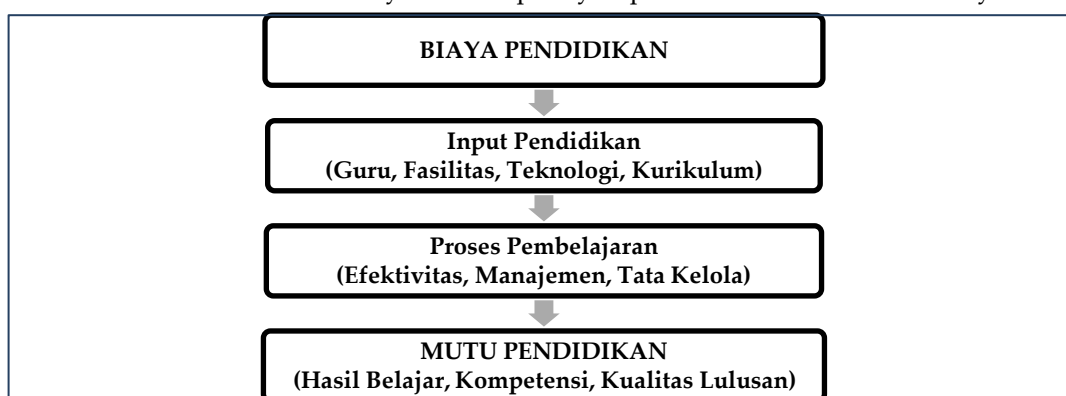 BIAYA PENDIDIKAN
Input Pendidikan
(Guru, Fasilitas, Teknologi, Kurikulum)
Proses Pembelajaran
(Efektivitas, Manajemen, Tata Kelola)
MUTU PENDIDIKAN
(Hasil Belajar, Kompetensi, Kualitas Lulusan)